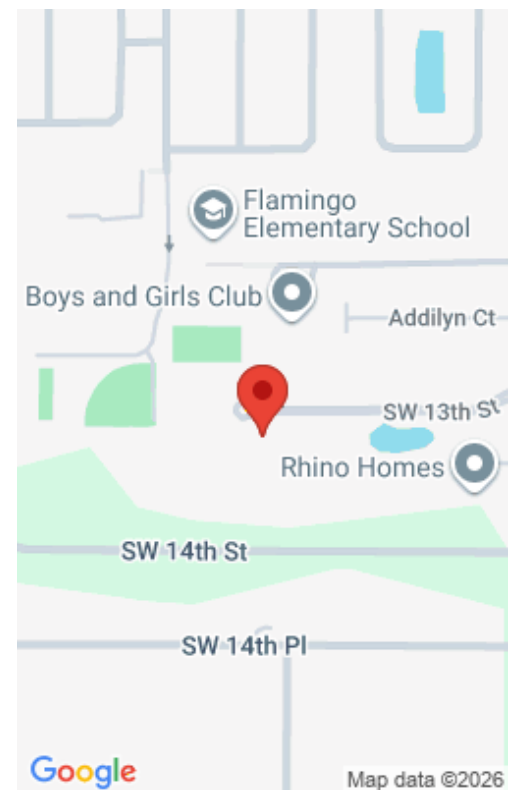 Flamingo
Elementary School
Boys and Girls Club
Addilyn Ct
SW 13th St
Rhino Homes
SW 14th St
SW 14th Pl
Google
Map data ©2026